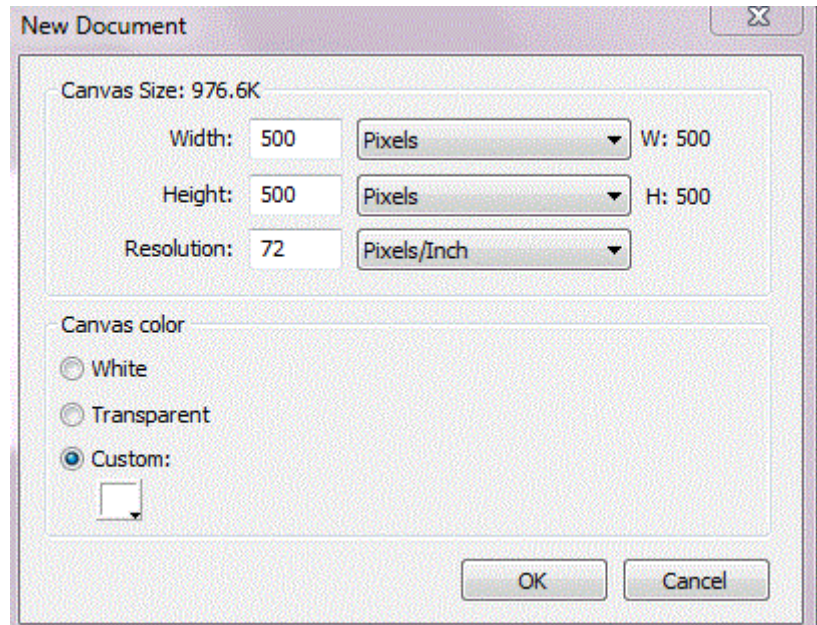 New Document
Canvas Size: 976.6K
Width: 500 Pixels W: 500
Height: 500 Pixels H: 500
Resolution: 72 Pixels/Inch
Canvas color
White
Transparent
Custom:
OK Cancel